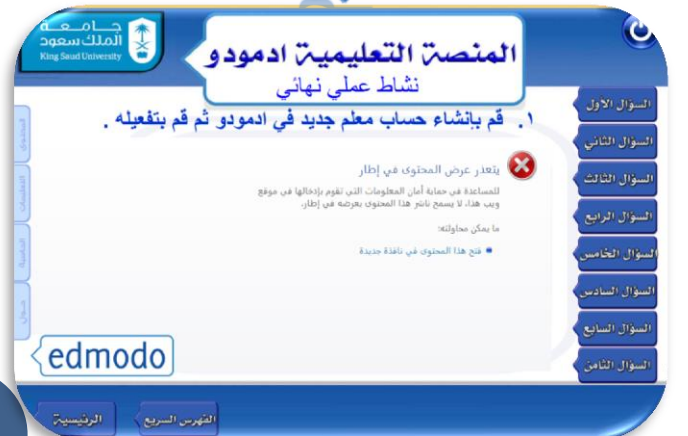 جامعة
الملك سعود
King Saud University
المنصة التعليمية ادمودو
نشاط عملي نهائي
١. قم بإنشاء حساب معلم جديد في ادمودو ثم قم بتفعيله .
السؤال الأول
السؤال الثاني
السؤال الثالث
السؤال الرابع
السؤال الخامس
السؤال السادس
السؤال السابع
السؤال الثامن
يتعذر عرض المحتوى في إطار
للمساعدة في حماية أمان المعلومات التي تقوم بإدخالها في موقع
ويب هذا، لا يسمح ناشر هذا المحتوى بعرضه في إطار.
ما يمكن محاولته:
فتح هذا المحتوى في نافذة جديدة
المحتوى
التعليمات
edmodo
الفهرس السريع
الرئيسية